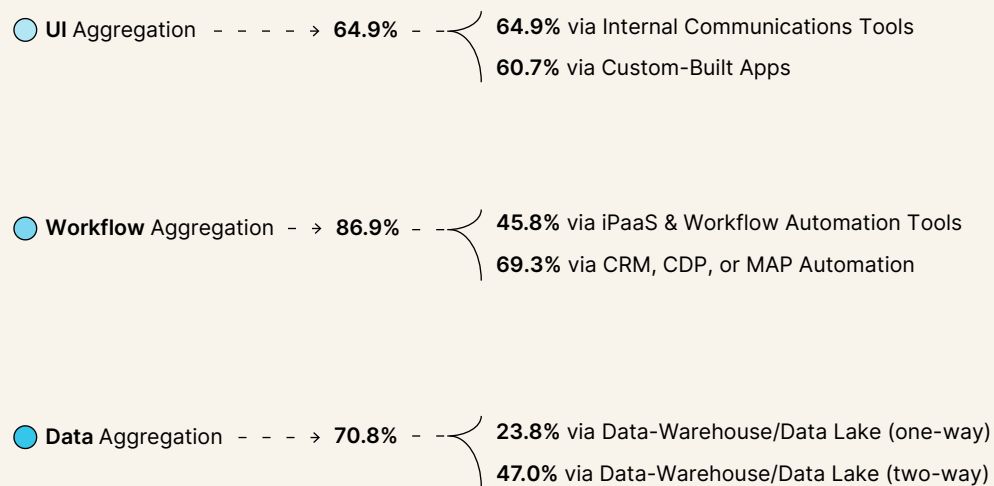 UI Aggregation 64.9% 64.9% via Internal Communications Tools
60.7% via Custom-Built Apps
Workflow Aggregation 86.9% 45.8% via iPaaS & Workflow Automation Tools
69.3% via CRM, CDP, or MAP Automation
Data Aggregation 70.8% 23.8% via Data-Warehouse/Data Lake (one-way)
47.0% via Data-Warehouse/Data Lake (two-way)